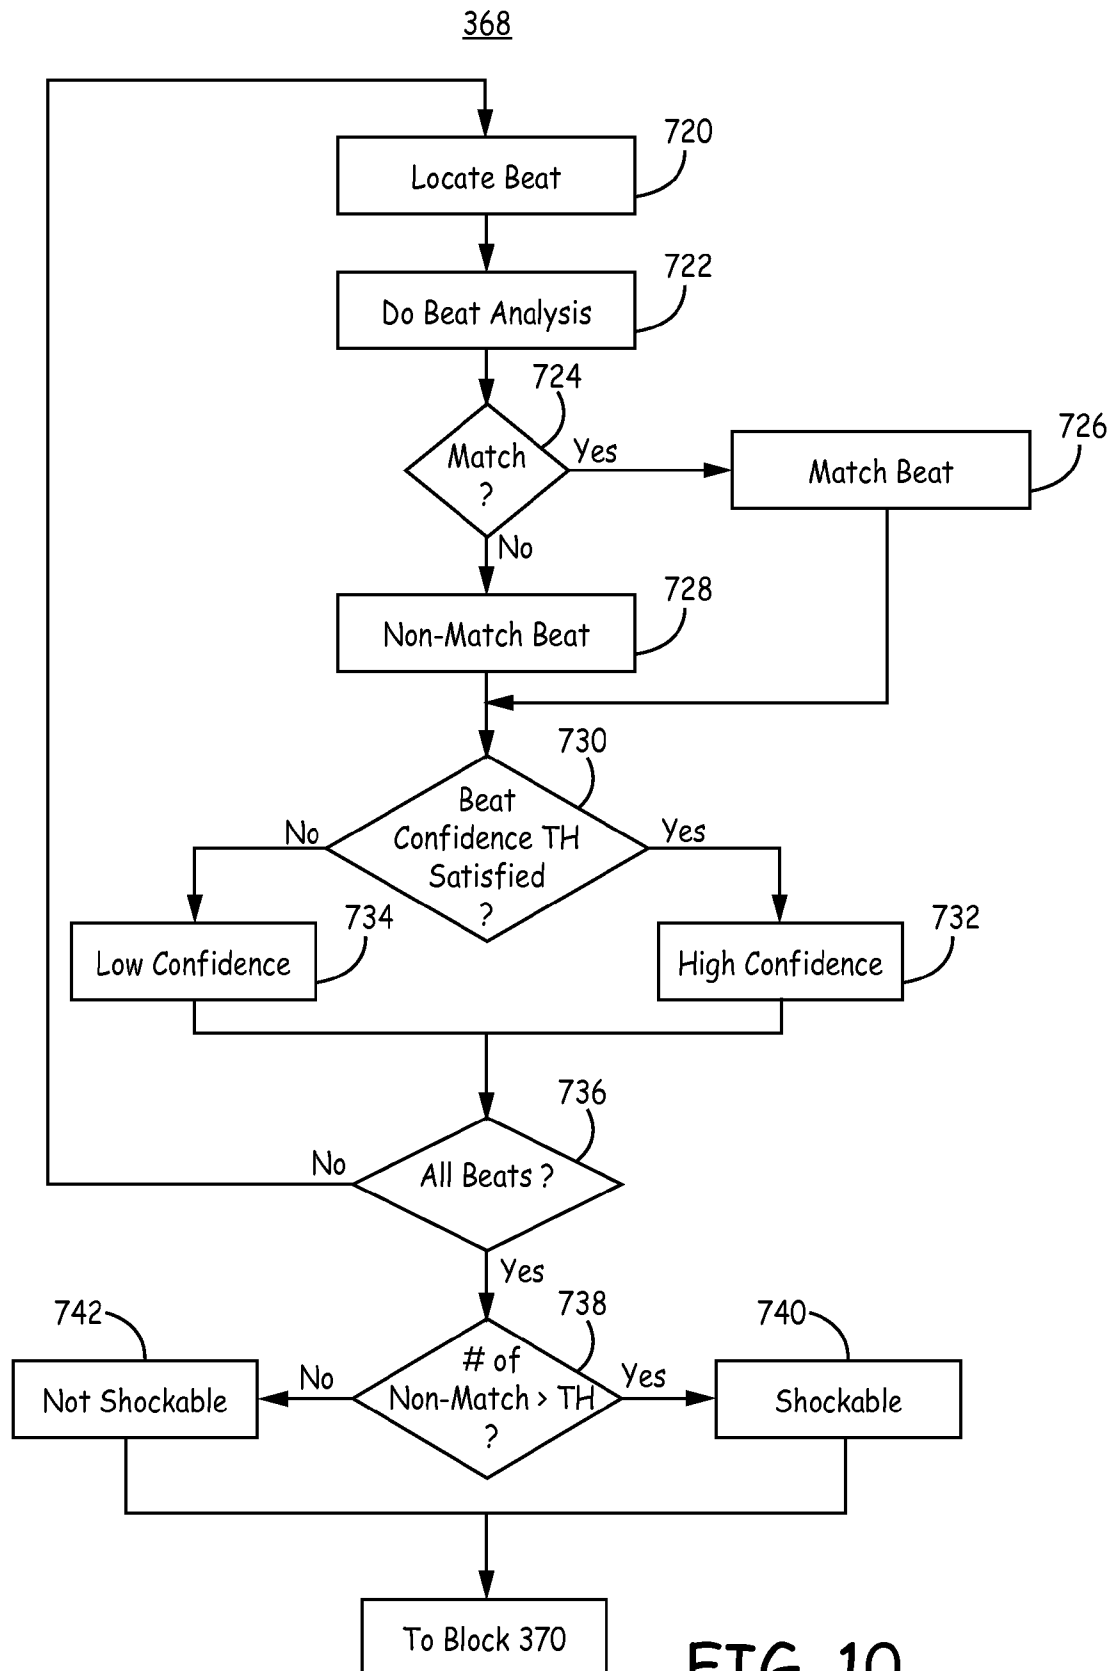 368
720
Locate Beat
722
Do Beat Analysis
724
Match
?
Yes
726
Match Beat
No
728
Non-Match Beat
730
Beat
Confidence TH
Satisfied
?
No
Yes
734
Low Confidence
732
High Confidence
736
All Beats ?
No
Yes
742
738
740
# of
Non-Match > TH
?
No
Yes
Not Shockable
Shockable
To Block 370
FIG. 10